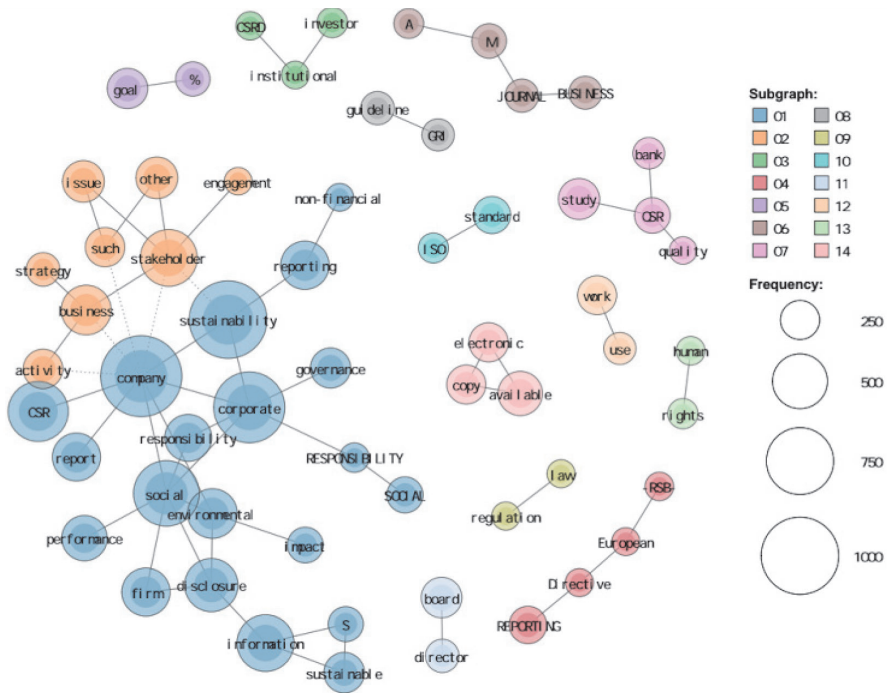 CSRD
investor
institutional
A
M
JOURNAL
BUSINESS
goal
%
guideline
GRI
issue
other
engagement
non-financial
such
stakeholder
reporting
strategy
business
sustainability
activity
company
governance
CSR
corporate
responsibility
report
RESPONSIBILITY
SOCIAL
social
environmental
performance
impact
firm
disclosure
information
S
sustainable
standard
ISO
bank
study
CSR
quality
work
use
electronic
copy
available
human
rights
law
regulation
-RSB-
European
Directive
REPORTING
board
director
Subgraph:
01 08
02 09
03 10
04 11
05 12
06 13
07 14
Frequency:
250
500
750
1000